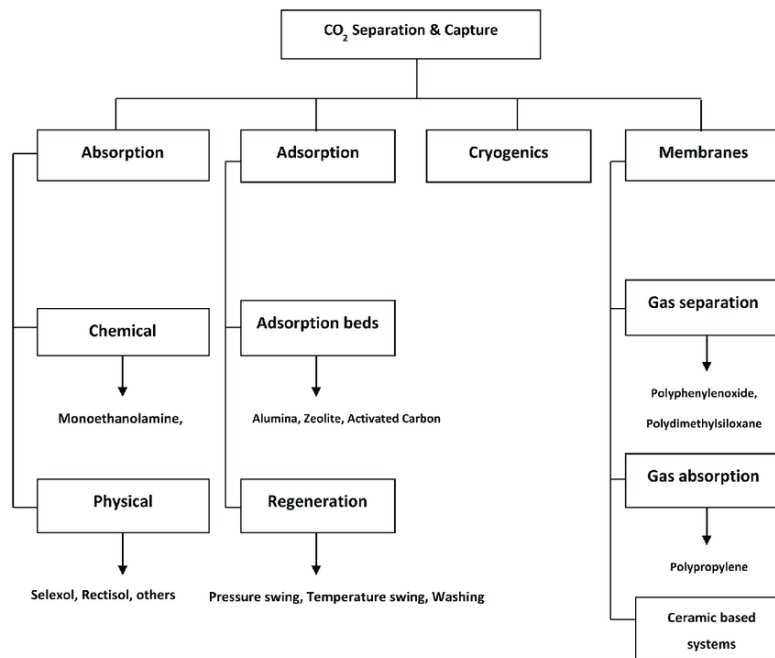 CO₂ Separation & Capture
Absorption
Adsorption
Cryogenics
Membranes
Chemical
Monoethanolamine,
Physical
Selexol, Rectisol, others
Adsorption beds
Alumina, Zeolite, Activated Carbon
Regeneration
Pressure swing, Temperature swing, Washing
Gas separation
Polyphenylenoxide,
Polydimethylsiloxane
Gas absorption
Polypropylene
Ceramic based
systems